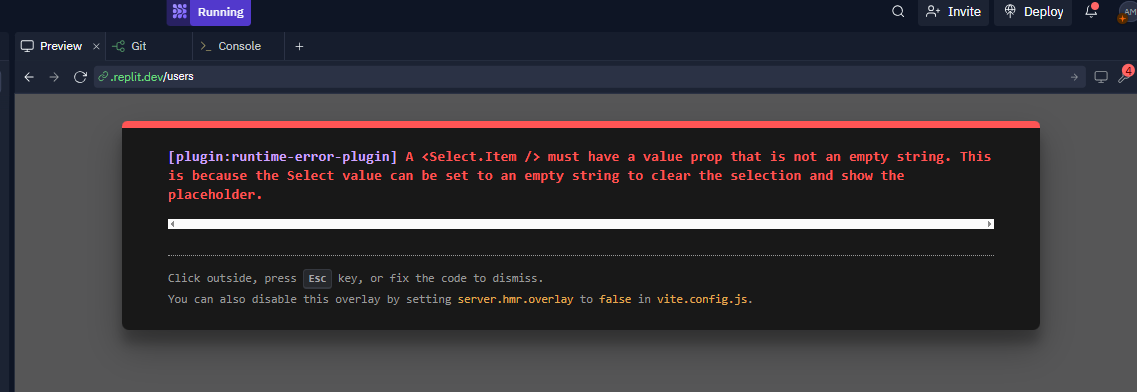 Running
Invite
Deploy
AM
Preview
Git
Console
.replit.dev/users
4
[plugin:runtime-error-plugin] A <Select.Item /> must have a value prop that is not an empty string. This
is because the Select value can be set to an empty string to clear the selection and show the
placeholder.
Click outside, press Esc key, or fix the code to dismiss.
You can also disable this overlay by setting server.hmr.overlay to false in vite.config.js.